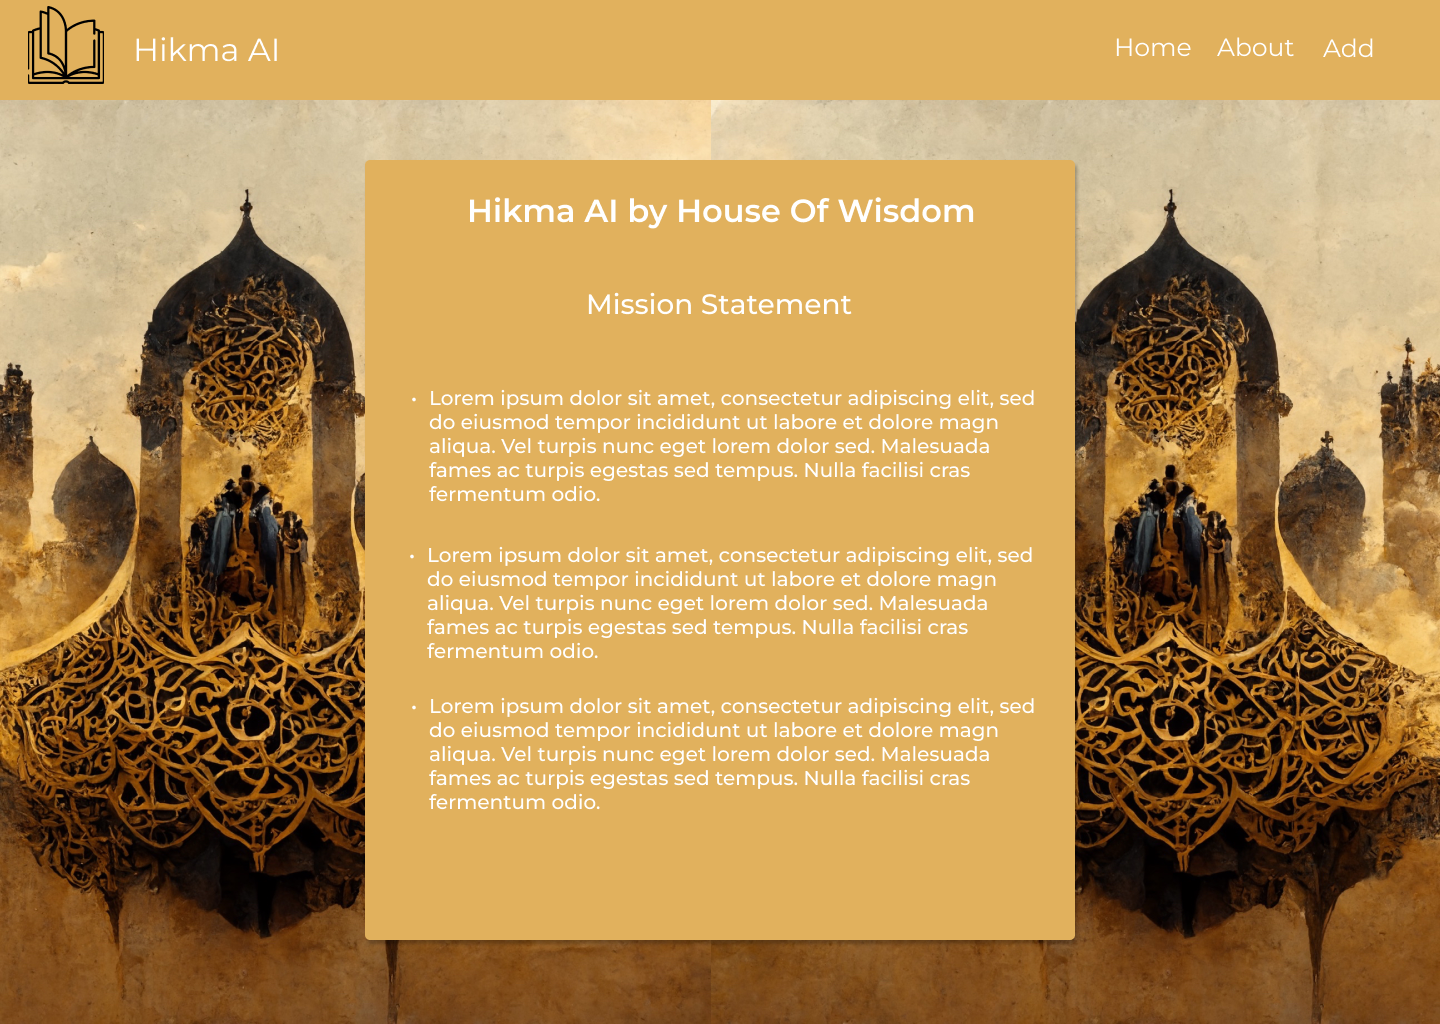 Hikma AI
Home About Add
Hikma AI by House Of Wisdom
Mission Statement
• Lorem ipsum dolor sit amet, consectetur adipiscing elit, sed
do eiusmod tempor incididunt ut labore et dolore magn
aliqua. Vel turpis nunc eget lorem dolor sed. Malesuada
fames ac turpis egestas sed tempus. Nulla facilisi cras
fermentum odio.
• Lorem ipsum dolor sit amet, consectetur adipiscing elit, sed
do eiusmod tempor incididunt ut labore et dolore magn
aliqua. Vel turpis nunc eget lorem dolor sed. Malesuada
fames ac turpis egestas sed tempus. Nulla facilisi cras
fermentum odio.
• Lorem ipsum dolor sit amet, consectetur adipiscing elit, sed
do eiusmod tempor incididunt ut labore et dolore magn
aliqua. Vel turpis nunc eget lorem dolor sed. Malesuada
fames ac turpis egestas sed tempus. Nulla facilisi cras
fermentum odio.